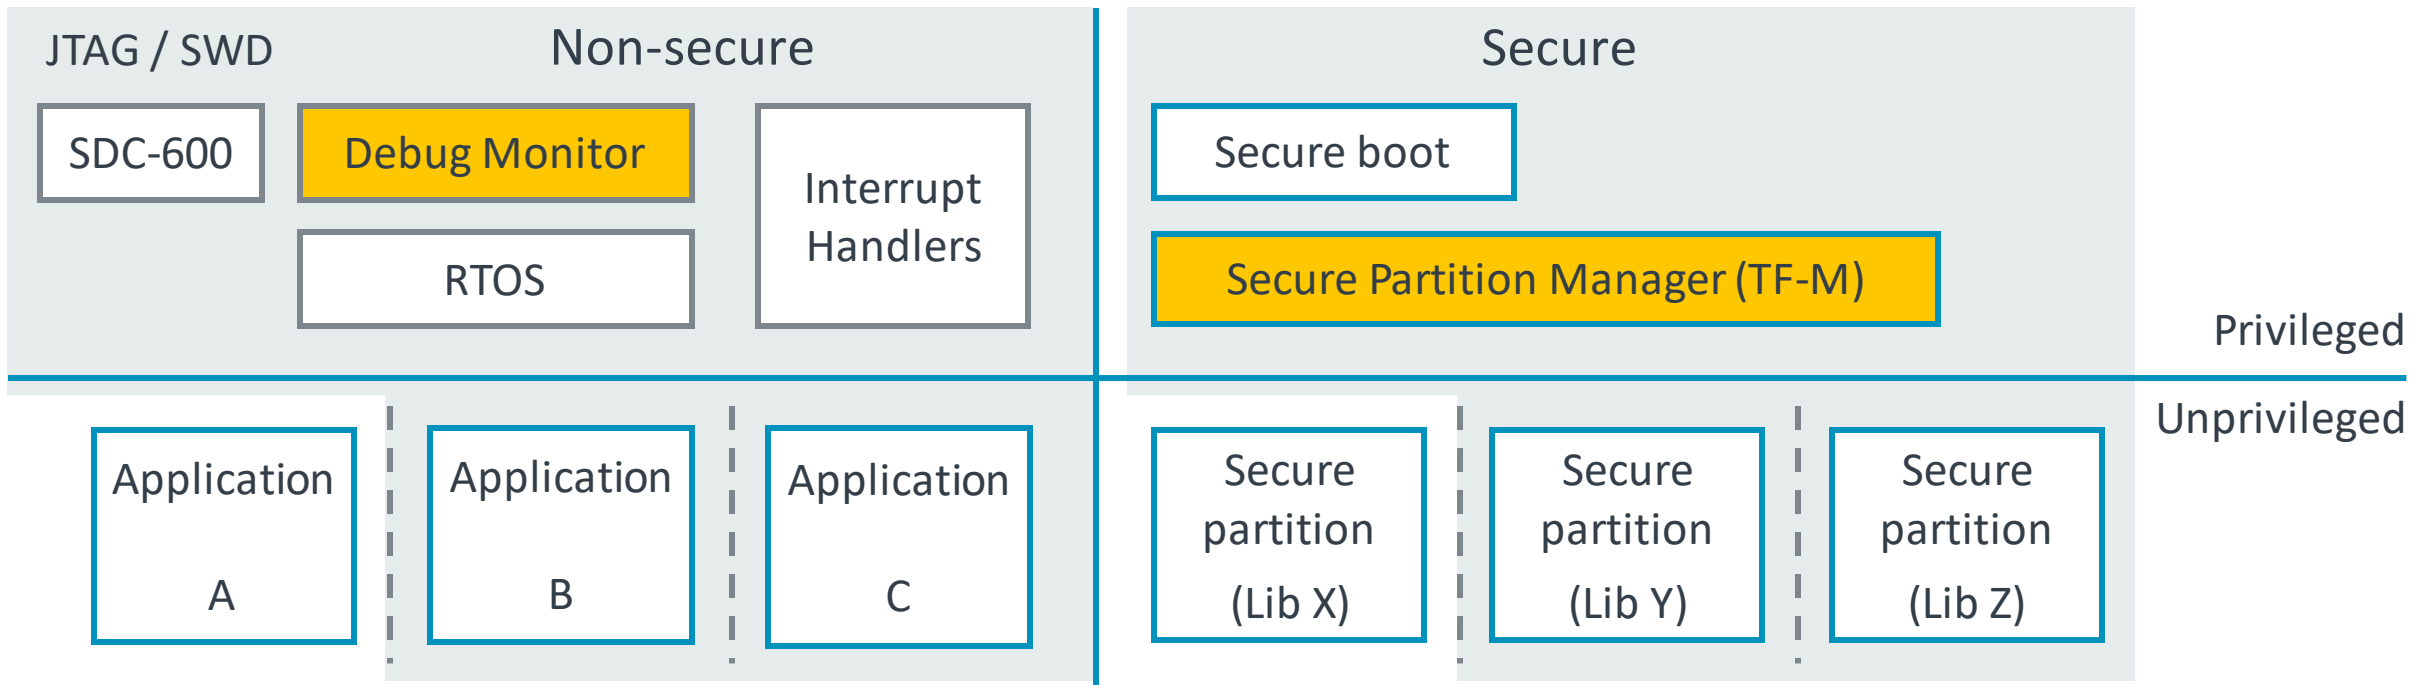 JTAG / SWD
Non-secure
Secure
SDC-600
Debug Monitor
Interrupt
Handlers
RTOS
Secure boot
Secure Partition Manager (TF-M)
Privileged
Unprivileged
Application
A
Application
B
Application
C
Secure
partition
(Lib X)
Secure
partition
(Lib Y)
Secure
partition
(Lib Z)